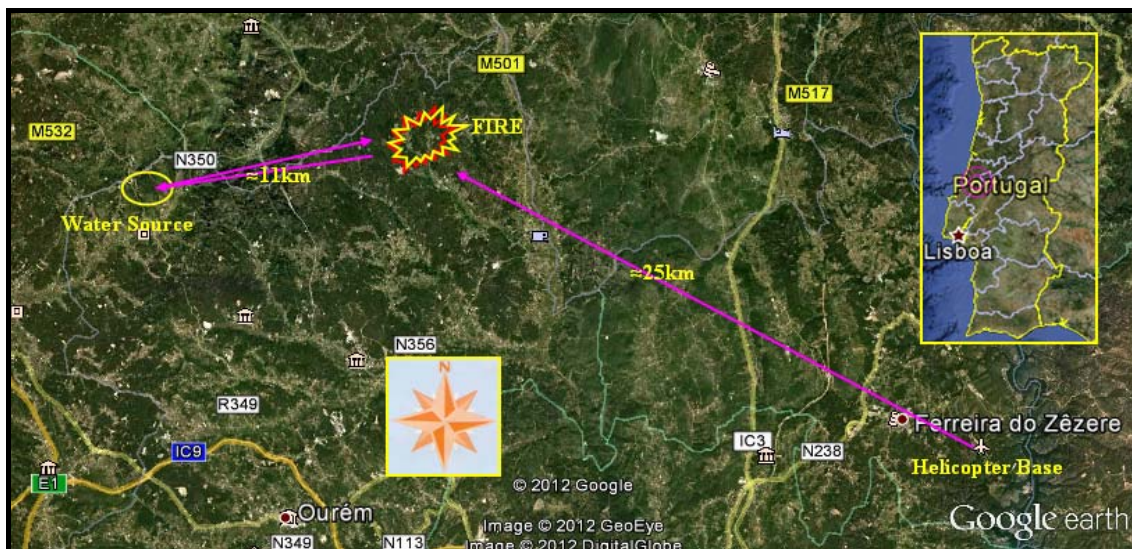 M501
M517
M532
FIRE
N350
≈11km
Water Source
Portugal
Lisboa
≈25km
N356
N
R349
IC9
E1
Ourém
N349
N113
IC3
N238
Ferreira do Zêzere
Helicopter Base
© 2012 Google
Image © 2012 GeoEye
Image © 2012 DigitalGlobe
Google earth